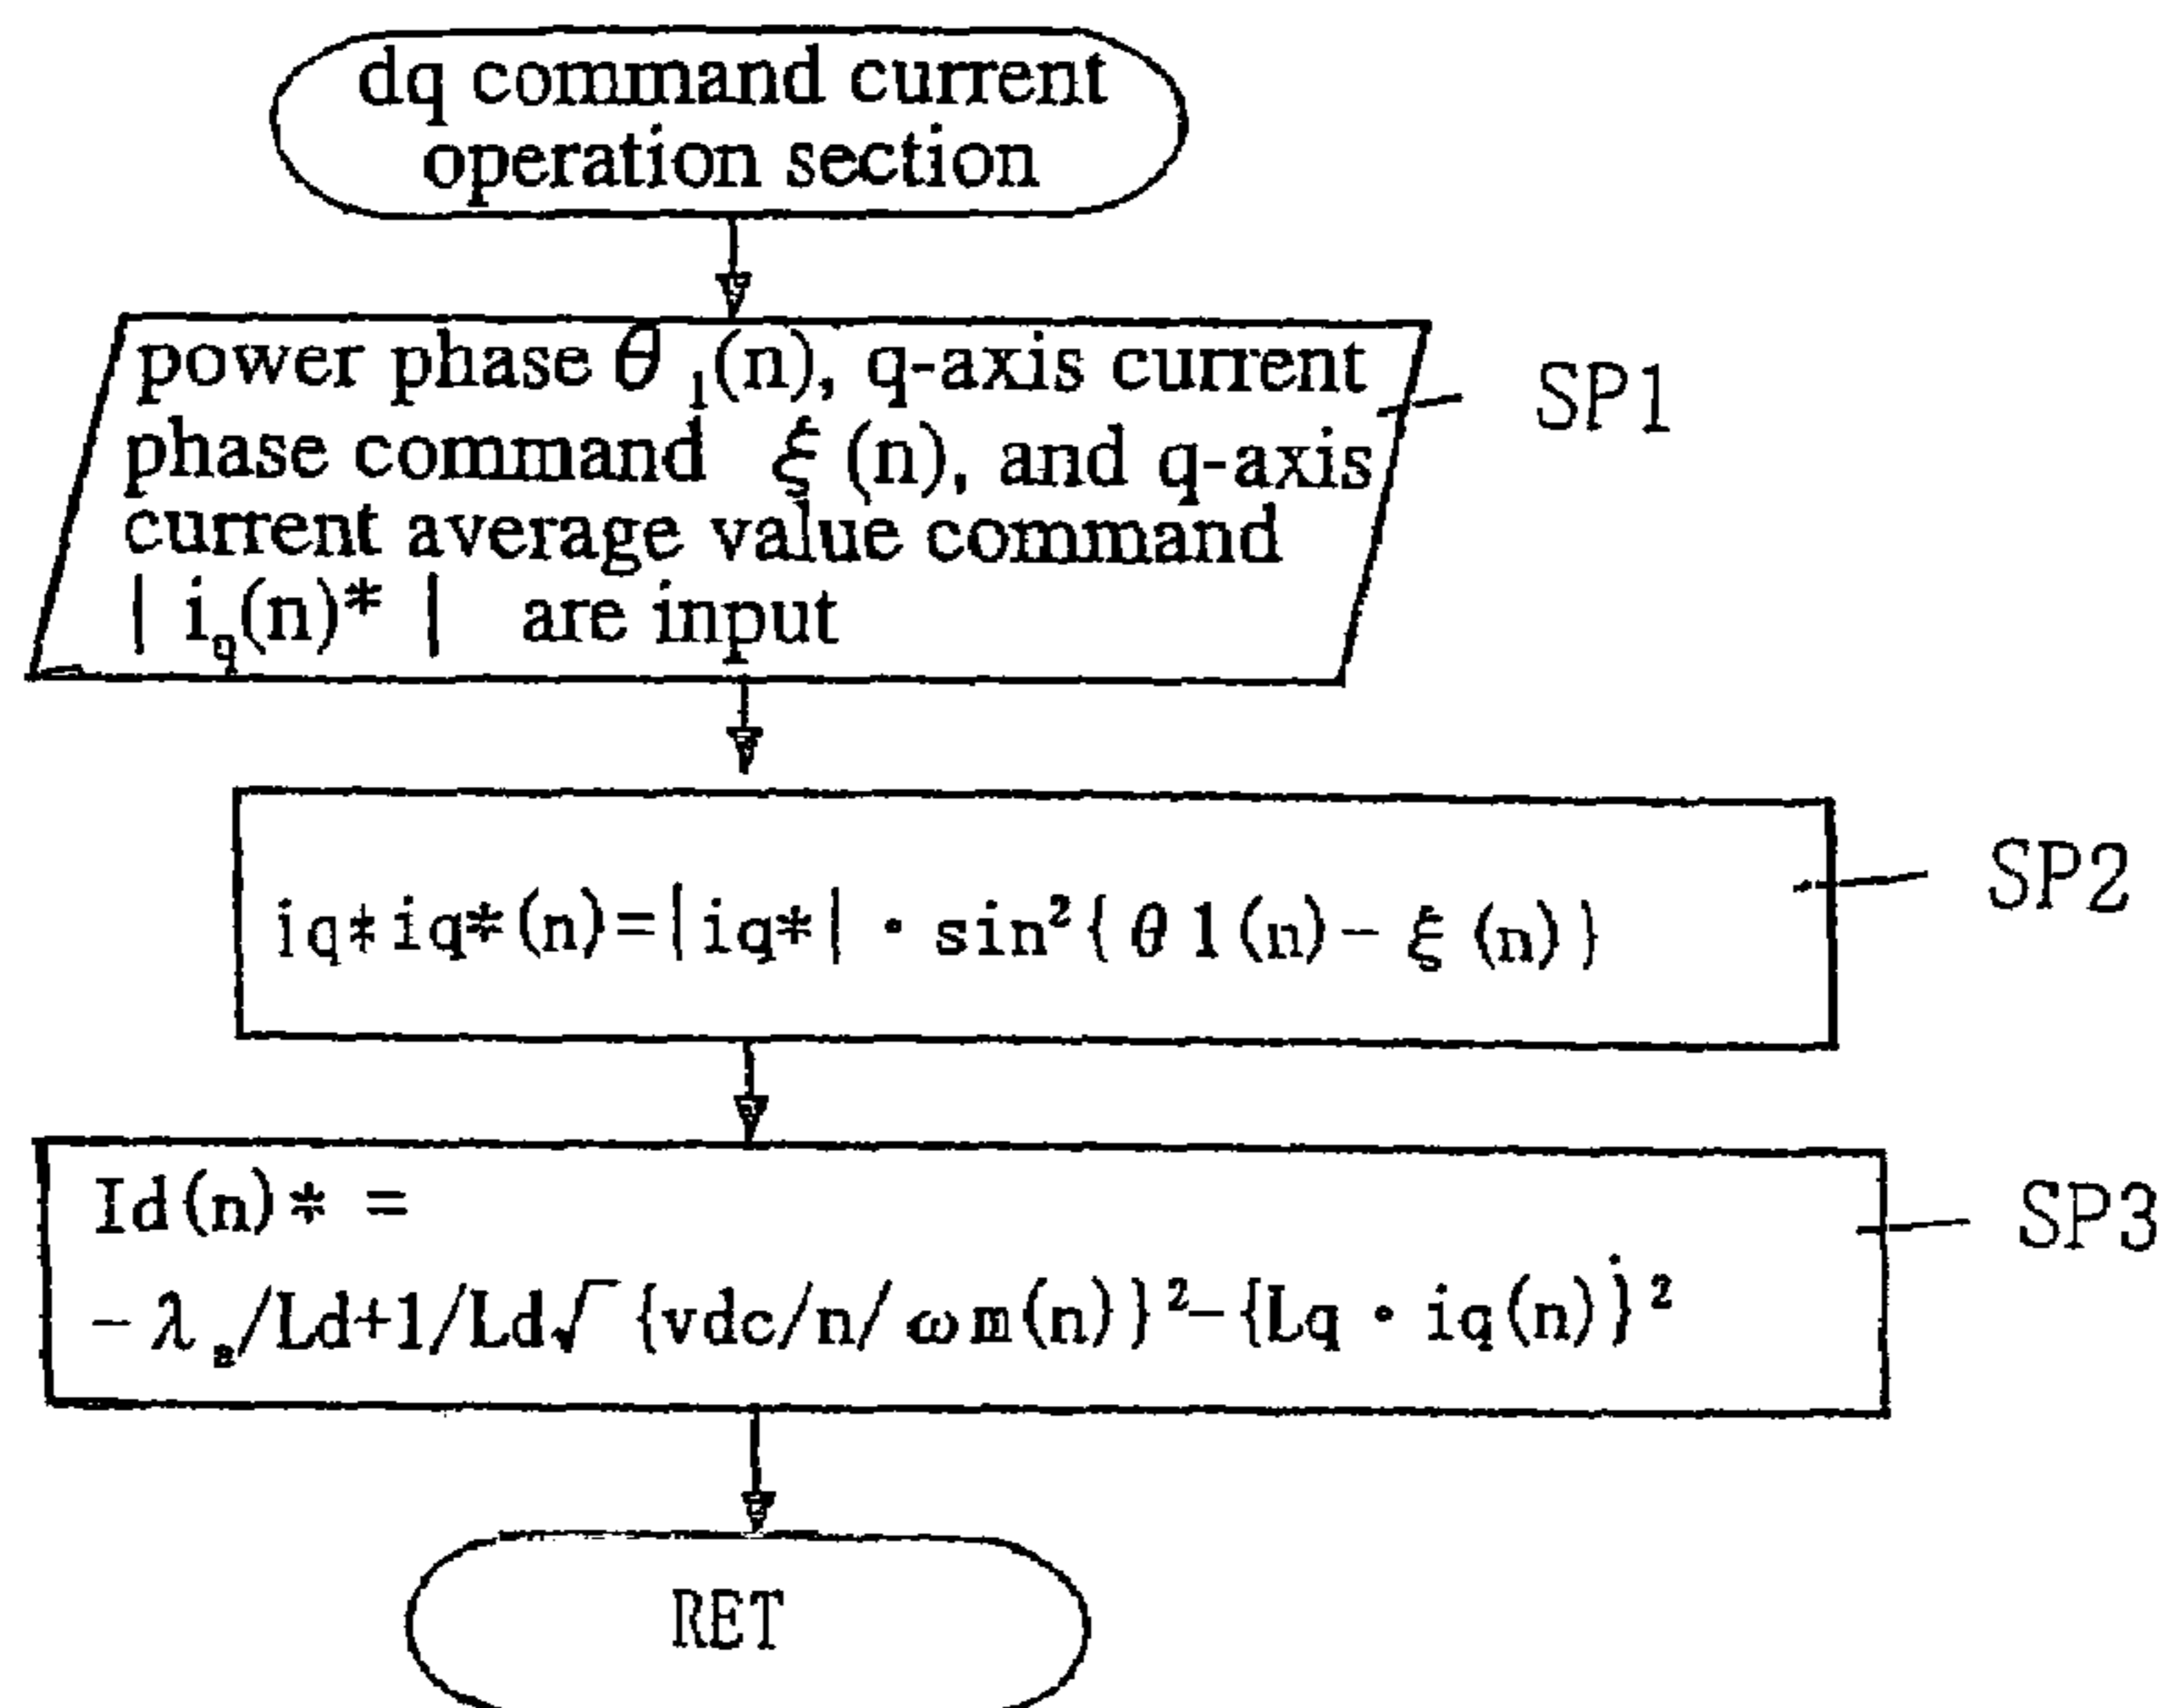 dq command current
operation section
power phase θ₁(n), q-axis current
phase command ξ(n), and q-axis
current average value command
| i_q(n)* | are input
SP1
iq*iq*(n)=|iq*|・sin²{θ1(n)-ξ(n)}
SP2
Id(n)* =
-λ /Ld+1/Ld√{vdc/n/ωm(n)}²-{Lq・iq(n)}²
SP3
RET